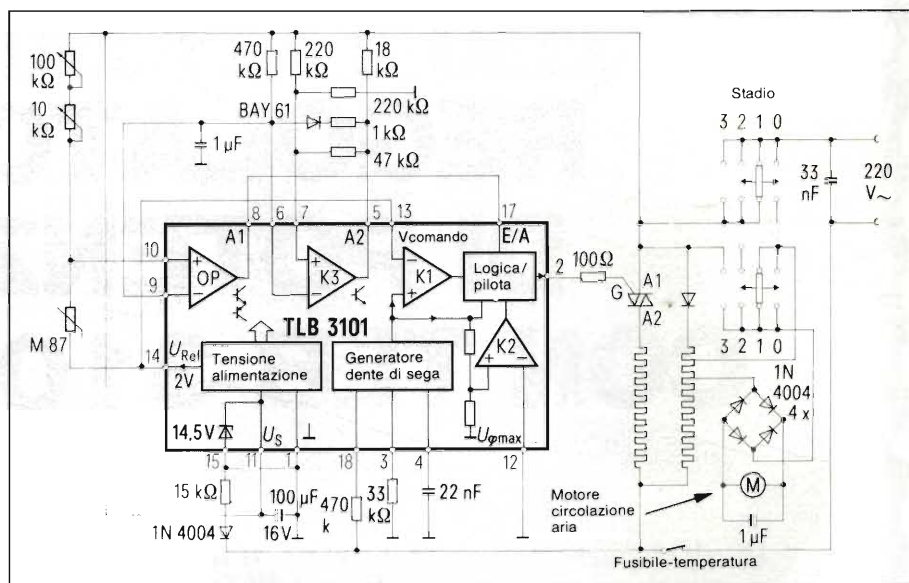 100
kΩ
10
kΩ
470
kΩ
220
kΩ
18
kΩ
220 kΩ
BAY 61
1 kΩ
47 kΩ
1 µF
Stadio
3 2 1 0
33
nF
220
V~
8 6 7 5 13 17
A1
A2
Vcomando
E/A
10
9
OP
K3
K1
Logica/
pilota
2
100Ω
G
A1
A2
M 87
TLB 3101
K2
14
URef
2V
Tensione
alimentazione
Generatore
dente di sega
3 2 1 0
1N
4004
4 x
14,5V
US
Uφmax
15 11 1 18 3 4 12
15
kΩ
100 µF
16V
470
k
33
kΩ
22 nF
1N 4004
Motore
circolazione
aria
M
1µF
Fusibile-temperatura